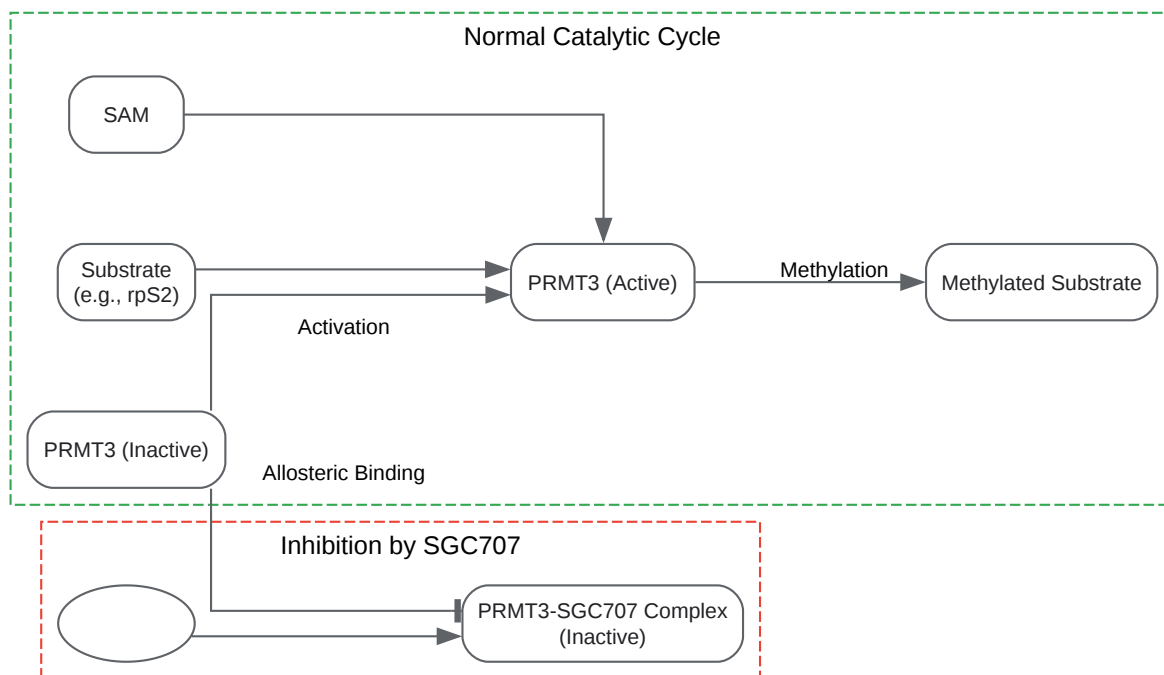 Normal Catalytic Cycle
SAM
Substrate
(e.g., rpS2)
PRMT3 (Active)
Methylation
Methylated Substrate
Activation
PRMT3 (Inactive)
Allosteric Binding
Inhibition by SGC707
PRMT3-SGC707 Complex
(Inactive)